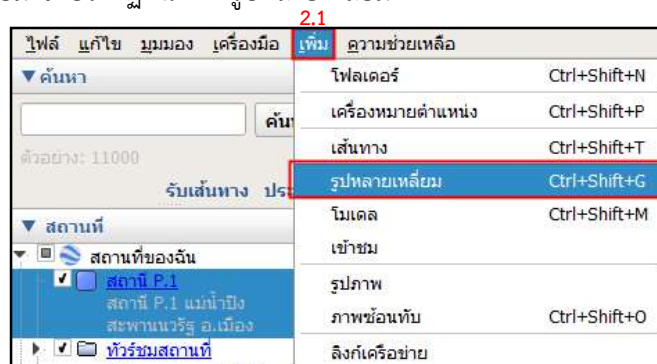 2.1
ไฟล์ แก้ไข มุมมอง เครื่องมือ เพิ่ม ความช่วยเหลือ
▼ ค้นหา
โฟลเดอร์ Ctrl+Shift+N
เครื่องหมายตำแหน่ง Ctrl+Shift+P
ตัวอย่าง: 11000
เส้นทาง Ctrl+Shift+T
รับเส้นทาง
รูปหลายเหลี่ยม Ctrl+Shift+G
▼ สถานที่
โมเดล Ctrl+Shift+M
สถานที่ของฉัน
เข้าชม
สถานี P.1
รูปภาพ
สถานี P.1 แม่น้ำปิง
ภาพซ้อนทับ Ctrl+Shift+O
สะพานนวรัฐ อ.เมือง
ทัวร์ชมสถานที่
ลิงก์เครือข่าย